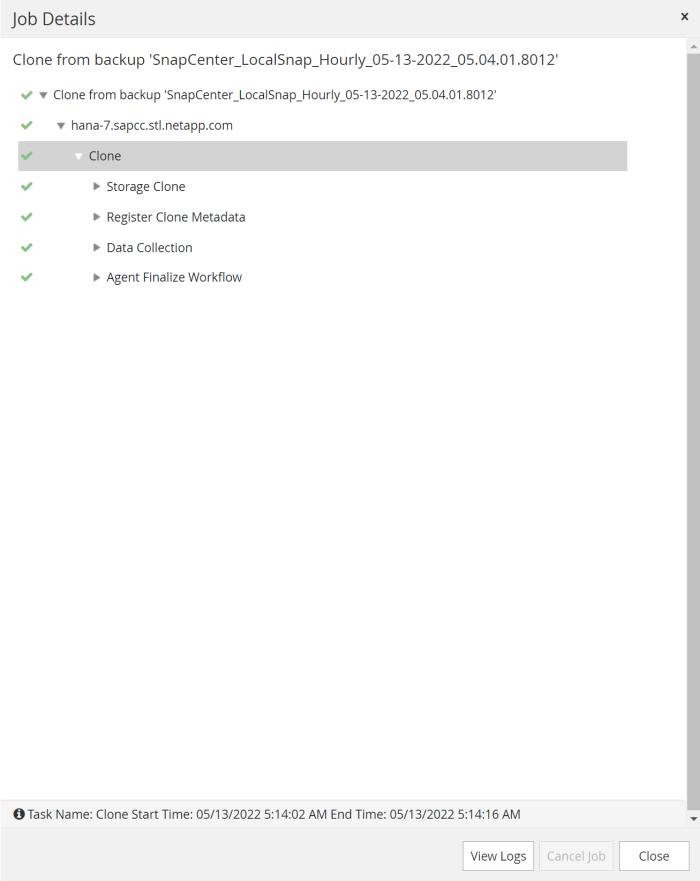 Job Details
Clone from backup 'SnapCenter_LocalSnap_Hourly_05-13-2022_05.04.01.8012'
Clone from backup 'SnapCenter_LocalSnap_Hourly_05-13-2022_05.04.01.8012'
hana-7.sapcc.stl.netapp.com
Clone
Storage Clone
Register Clone Metadata
Data Collection
Agent Finalize Workflow
Task Name: Clone Start Time: 05/13/2022 5:14:02 AM End Time: 05/13/2022 5:14:16 AM
View Logs Cancel Job Close